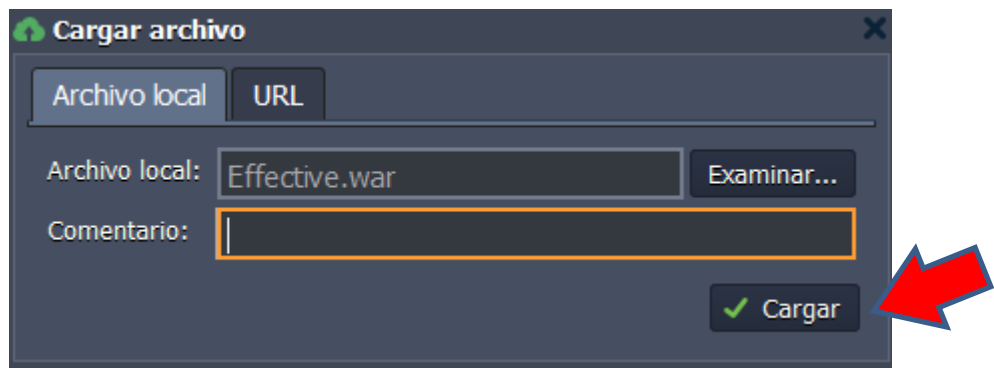 Cargar archivo
Archivo local URL
Archivo local: Effective.war Examinar...
Comentario:
Cargar